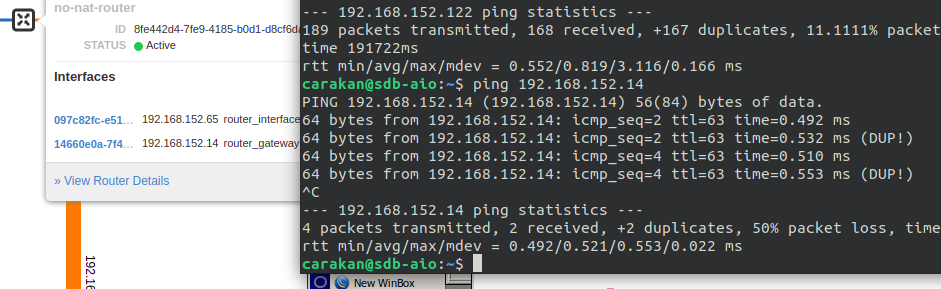 no-nat-router
ID 8fe442d4-7fe9-4185-b0d1-d8cf6d
STATUS Active
Interfaces
097c82fc-e51... 192.168.152.65 router_interface
14660e0a-7f4... 192.168.152.14 router_gateway
» View Router Details
192.16
--- 192.168.152.122 ping statistics ---
189 packets transmitted, 168 received, +167 duplicates, 11.1111% packet
time 191722ms
rtt min/avg/max/mdev = 0.552/0.819/3.116/0.166 ms
carakan@sdb-aio:~$ ping 192.168.152.14
PING 192.168.152.14 (192.168.152.14) 56(84) bytes of data.
64 bytes from 192.168.152.14: icmp_seq=2 ttl=63 time=0.492 ms
64 bytes from 192.168.152.14: icmp_seq=2 ttl=63 time=0.532 ms (DUP!)
64 bytes from 192.168.152.14: icmp_seq=4 ttl=63 time=0.510 ms
64 bytes from 192.168.152.14: icmp_seq=4 ttl=63 time=0.553 ms (DUP!)
^C
--- 192.168.152.14 ping statistics ---
4 packets transmitted, 2 received, +2 duplicates, 50% packet loss, time
rtt min/avg/max/mdev = 0.492/0.521/0.553/0.022 ms
carakan@sdb-aio:~$
New WinBox